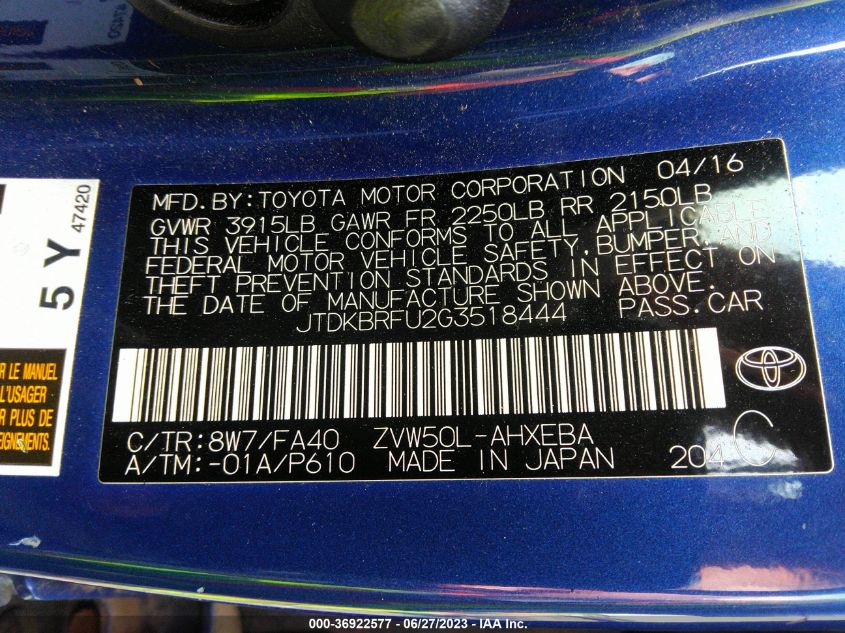 MFD.BY:TOYOTA MOTOR CORPORATION 04/16
GVWR 3915LB GAWR FR 2250LB RR 2150LB
THIS VEHICLE CONFORMS TO ALL APPLICABLE
FEDERAL MOTOR VEHICLE SAFETY,BUMPER,AND
THEFT PREVENTION STANDARDS IN EFFECT ON
THE DATE OF MANUFACTURE SHOWN ABOVE.
JTDKBRFU2G3518444 PASS.CAR
C/TR:8W7/FA40 ZVW50L-AHXEBA
A/TM:-01A/P610 MADE IN JAPAN 204 C
5 Y
47420
R LE MANUEL
L'USAGER
R PLUS DE
EIGNEMENTS.
000-36922577 - 06/27/2023 - IAA Inc.